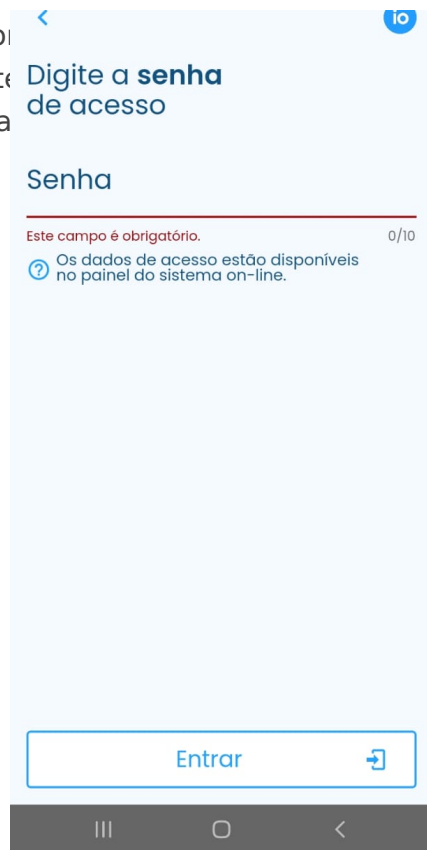 io
Digite a senha
de acesso
Senha
Este campo é obrigatório. 0/10
Os dados de acesso estão disponíveis
no painel do sistema on-line.
Entrar